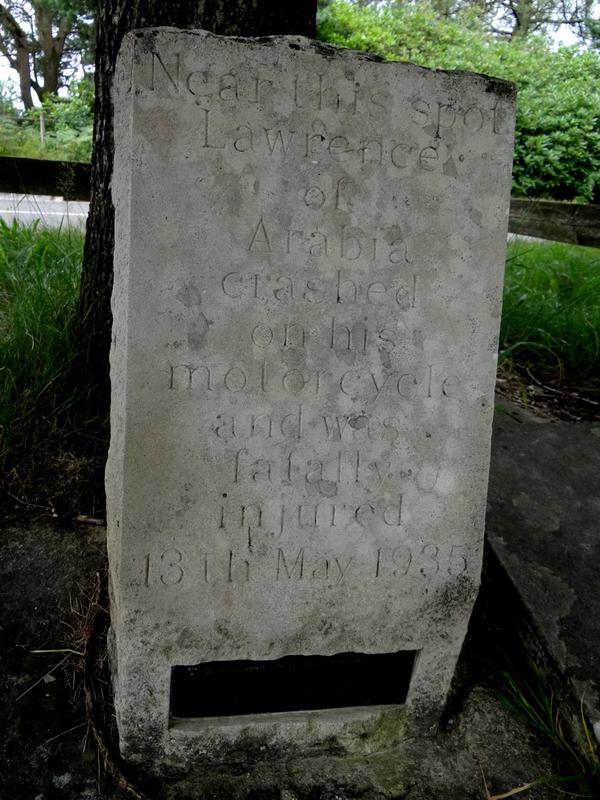 Near this spot
Lawrence
of
Arabia
crashed
on his
motorcycle
and was
fatally
injured
13th May 1935